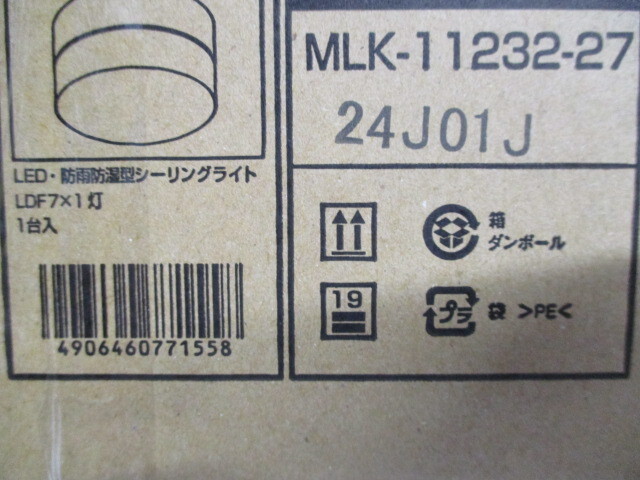 MLK-11232-27
24J01J
LED・防雨防湿型シーリングライト
LDF7×1灯
1台入
4906460771558
箱
ダンボール
19
プラ
袋 >PE<